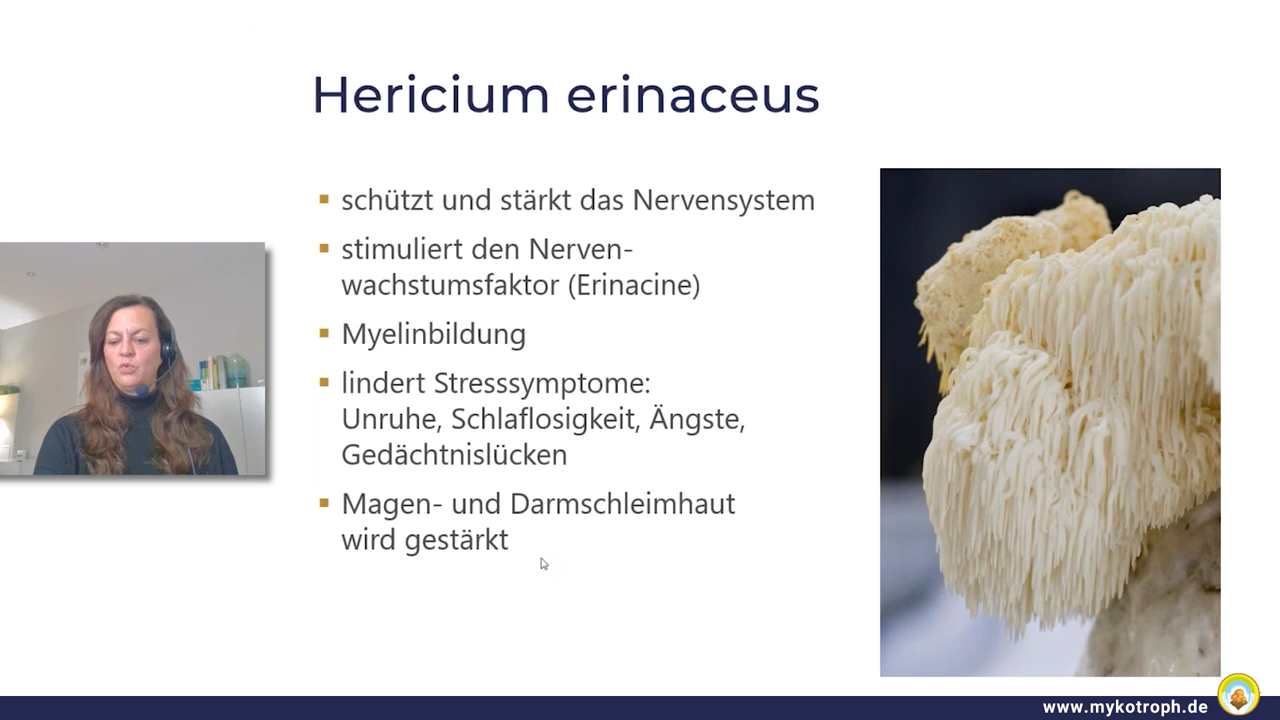 Hericium erinaceus
schützt und stärkt das Nervensystem
stimuliert den Nerven-
wachstumsfaktor (Erinacine)
Myelinbildung
lindert Stresssymptome:
Unruhe, Schlaflosigkeit, Ängste,
Gedächtnislücken
Magen- und Darmschleimhaut
wird gestärkt
www.mykotroph.de